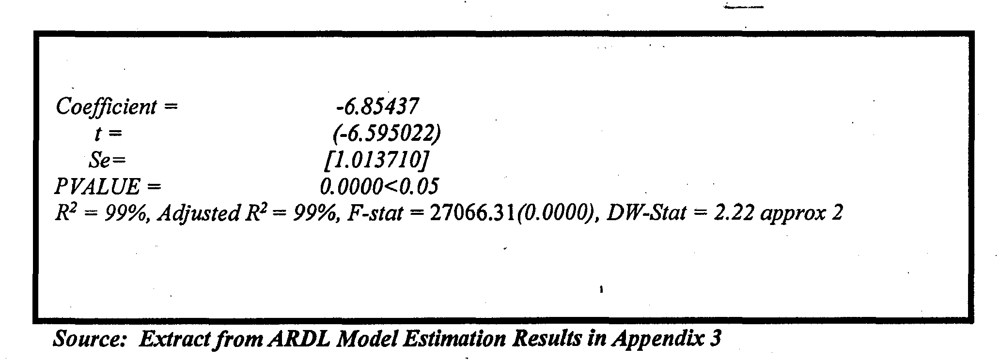 Coefficient = -6.85437
t = (-6.595022)
Se= [1.013710]
PVALUE = 0.0000<0.05
R² = 99%, Adjusted R² = 99%, F-stat = 27066.31(0.0000), DW-Stat = 2.22 approx 2
Source: Extract from ARDL Model Estimation Results in Appendix 3